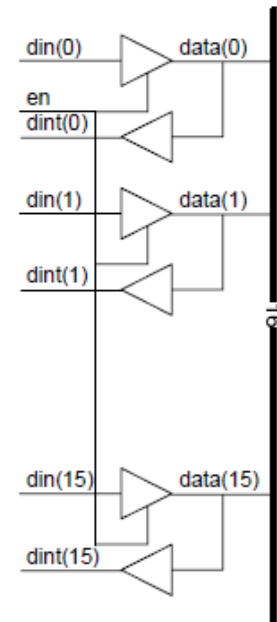 din(0) data(0)
en
dint(0)
din(1) data(1)
dint(1)
16
din(15) data(15)
dint(15)